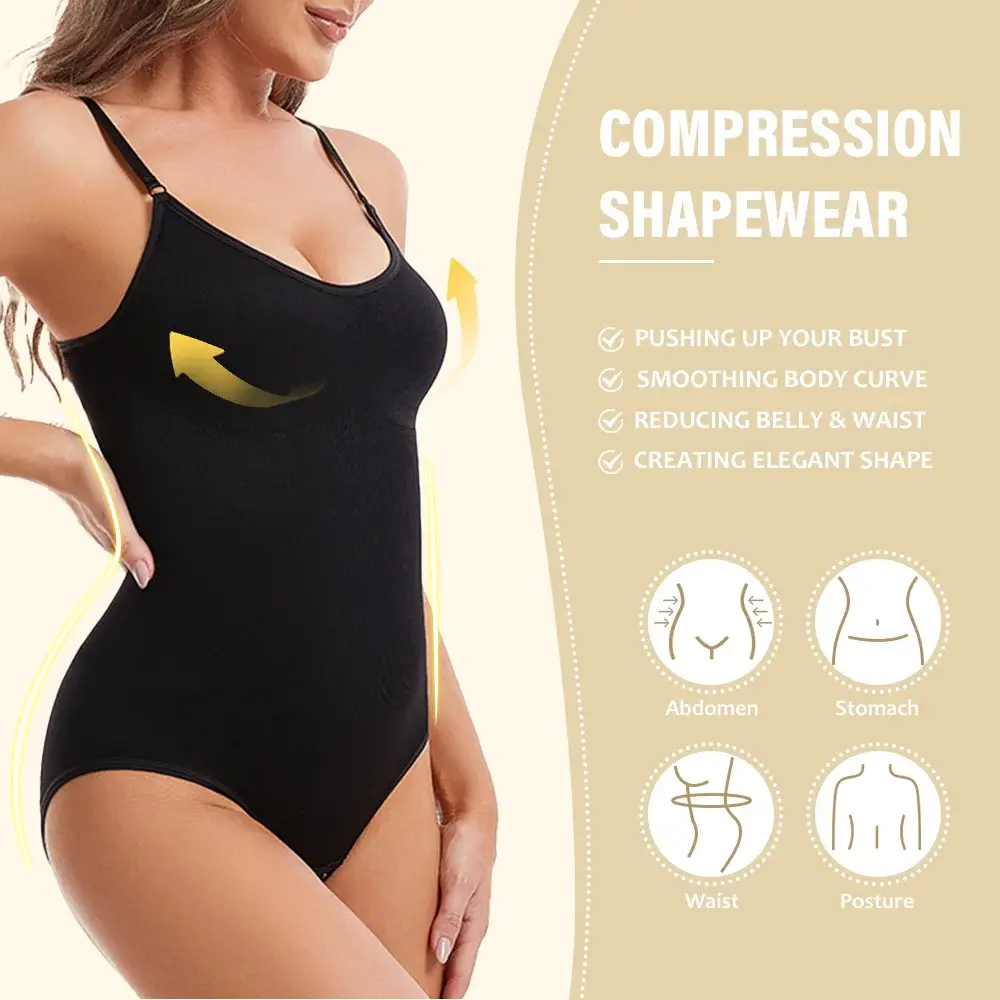 COMPRESSION
SHAPEWEAR
PUSHING UP YOUR BUST
SMOOTHING BODY CURVE
REDUCING BELLY & WAIST
CREATING ELEGANT SHAPE
Abdomen
Stomach
Waist
Posture